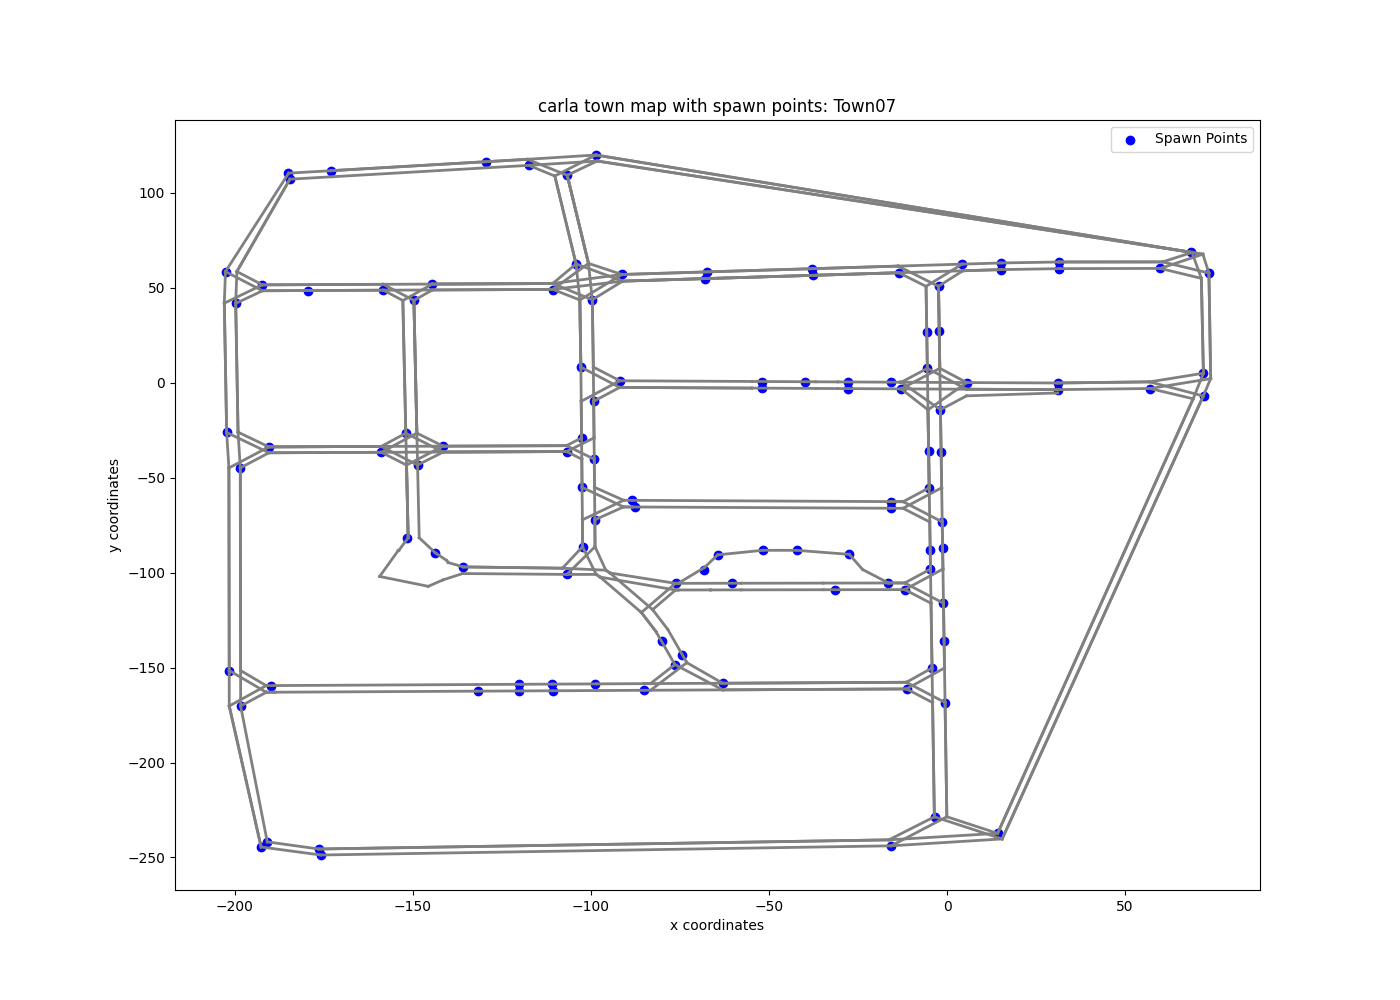 carla town map with spawn points: Town07
Spawn Points
100
50
0
−50
−100
−150
−200
−250
y coordinates
−200 −150 −100 −50 0 50
x coordinates